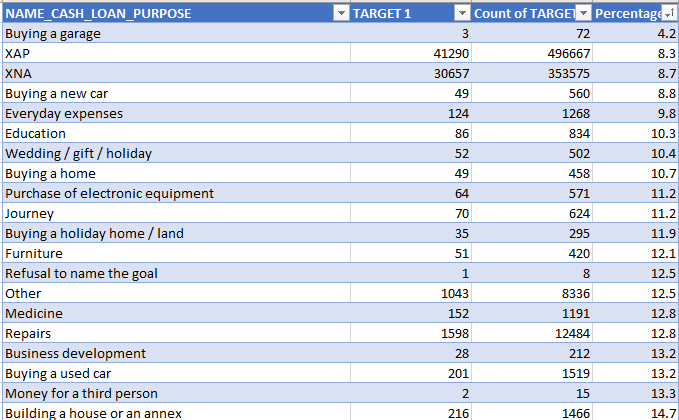 NAME_CASH_LOAN_PURPOSE TARGET 1 Count of TARGET Percentage
Buying a garage 3 72 4.2
XAP 41290 496667 8.3
XNA 30657 353575 8.7
Buying a new car 49 560 8.8
Everyday expenses 124 1268 9.8
Education 86 834 10.3
Wedding / gift / holiday 52 502 10.4
Buying a home 49 458 10.7
Purchase of electronic equipment 64 571 11.2
Journey 70 624 11.2
Buying a holiday home / land 35 295 11.9
Furniture 51 420 12.1
Refusal to name the goal 1 8 12.5
Other 1043 8336 12.5
Medicine 152 1191 12.8
Repairs 1598 12484 12.8
Business development 28 212 13.2
Buying a used car 201 1519 13.2
Money for a third person 2 15 13.3
Building a house or an annex 216 1466 14.7